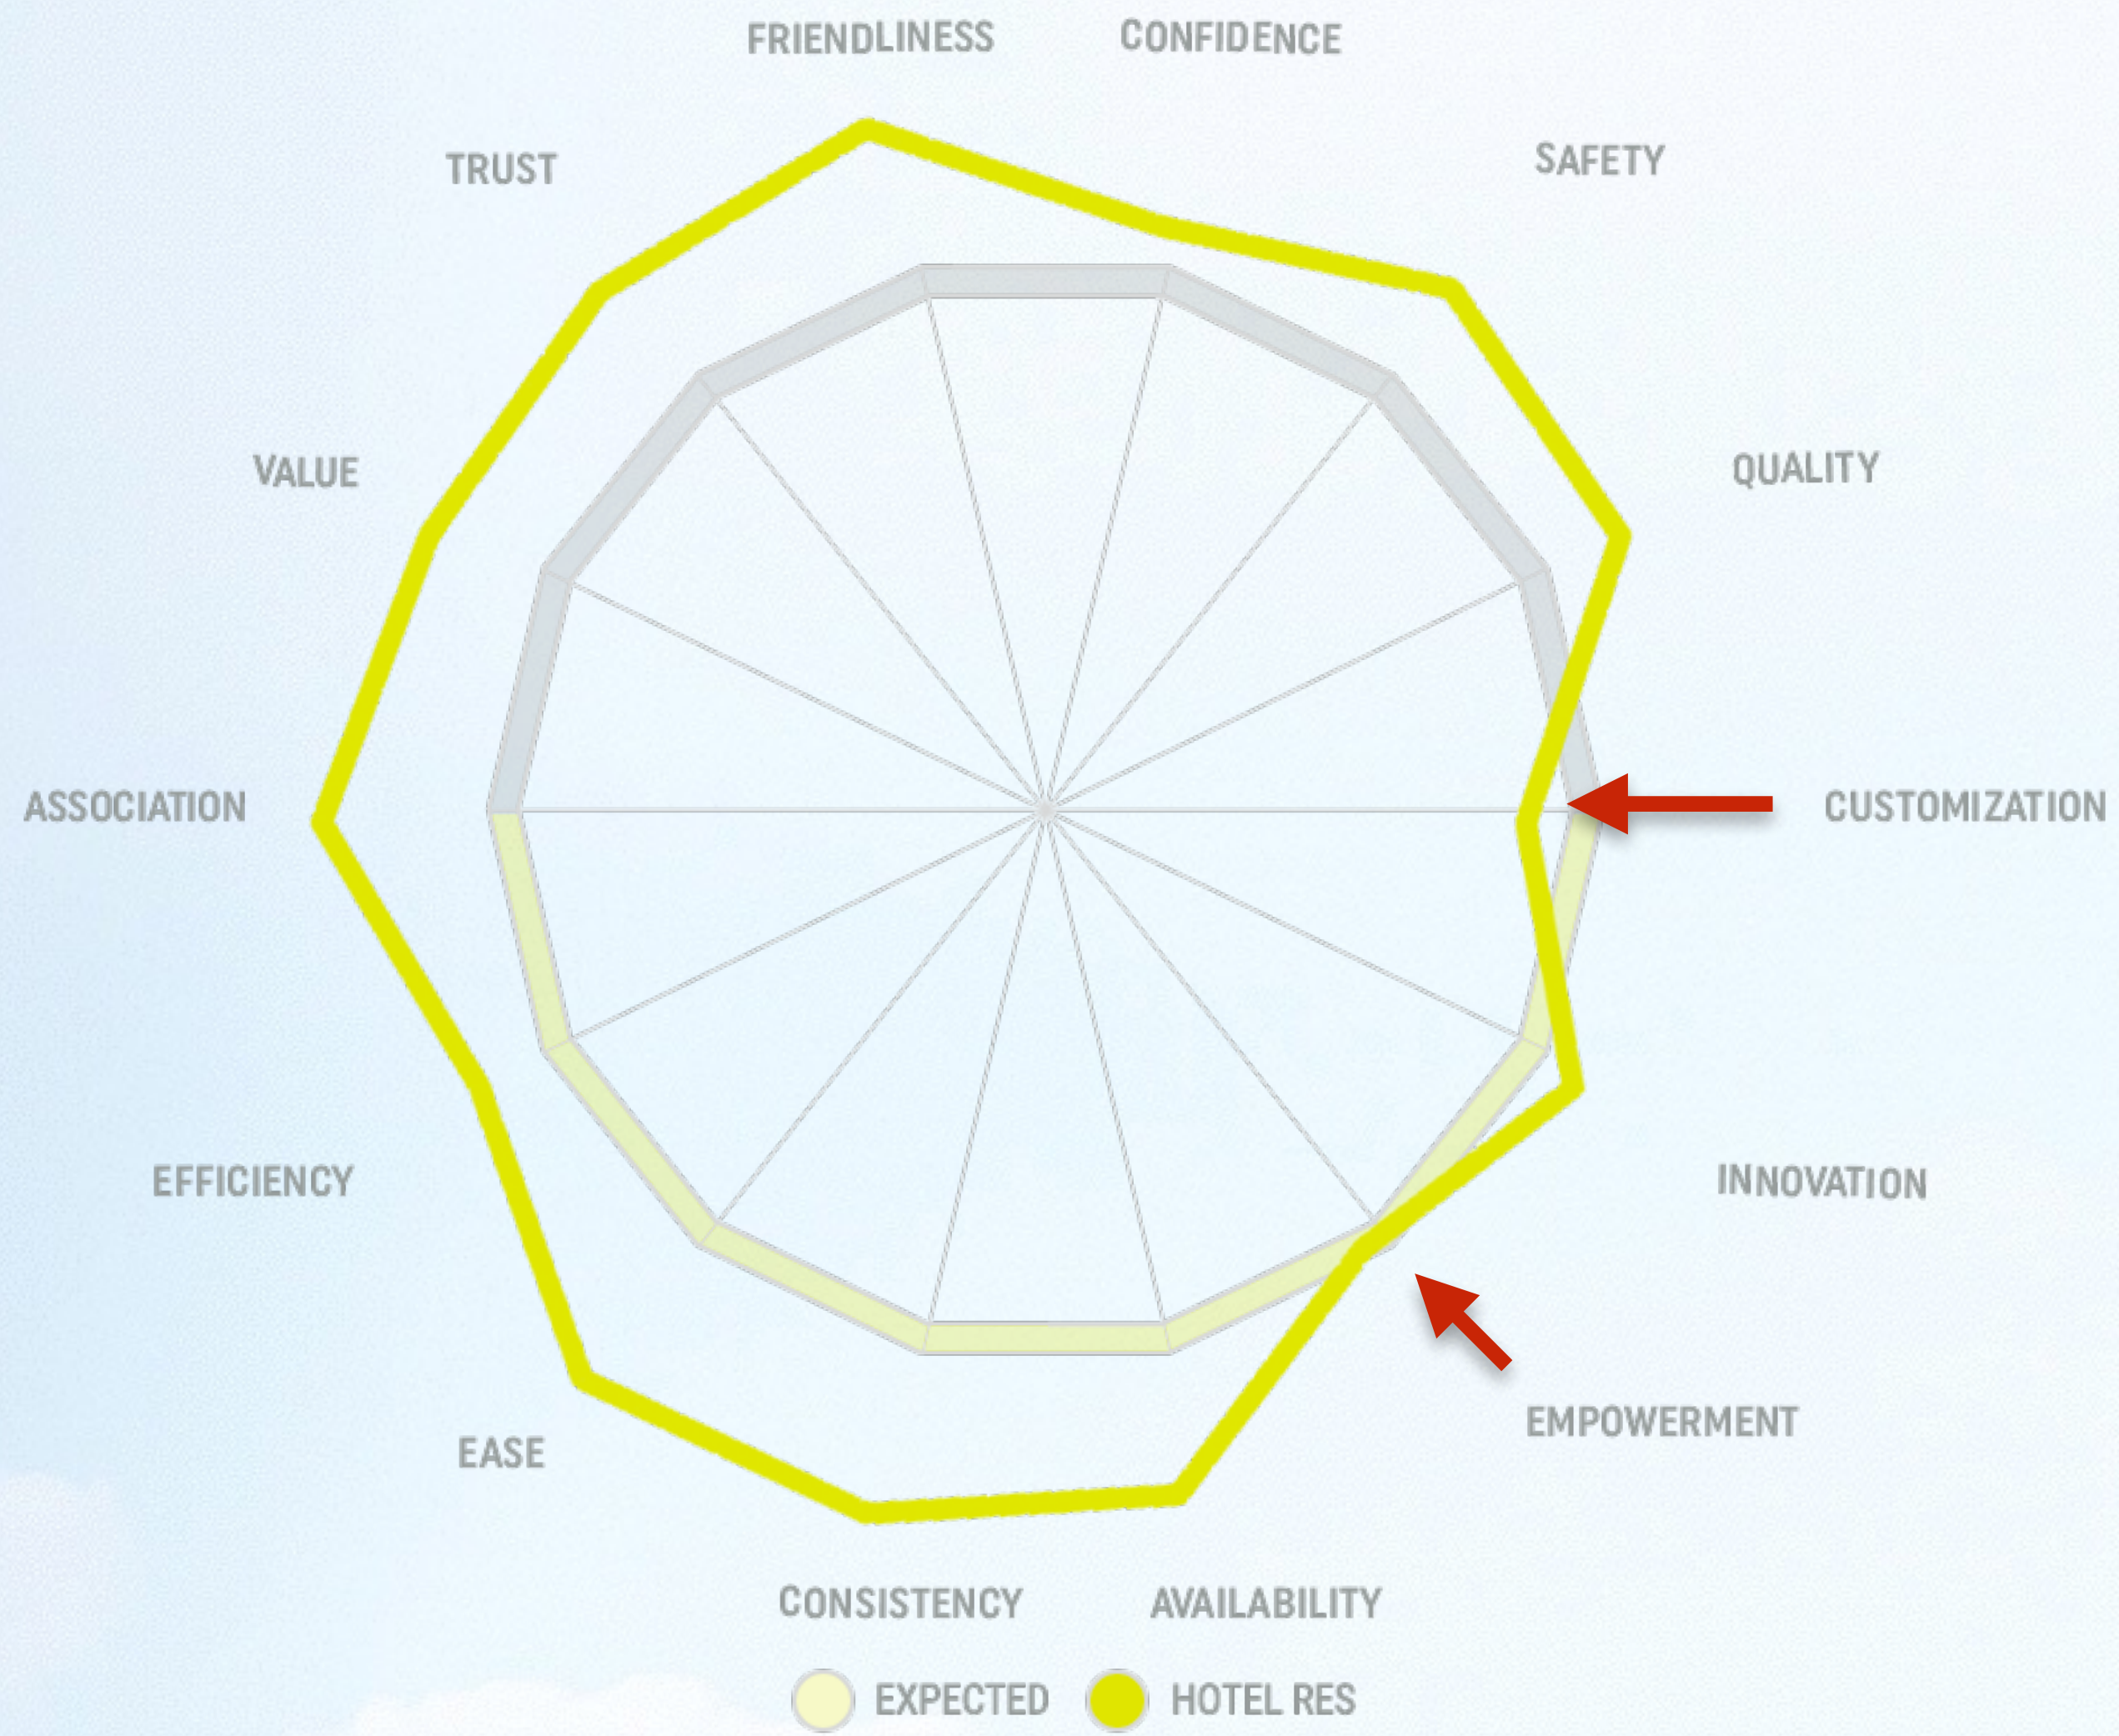 FRIENDLINESS CONFIDENCE
TRUST SAFETY
VALUE QUALITY
ASSOCIATION CUSTOMIZATION
EFFICIENCY INNOVATION
EASE EMPOWERMENT
CONSISTENCY AVAILABILITY
EXPECTED HOTEL RES